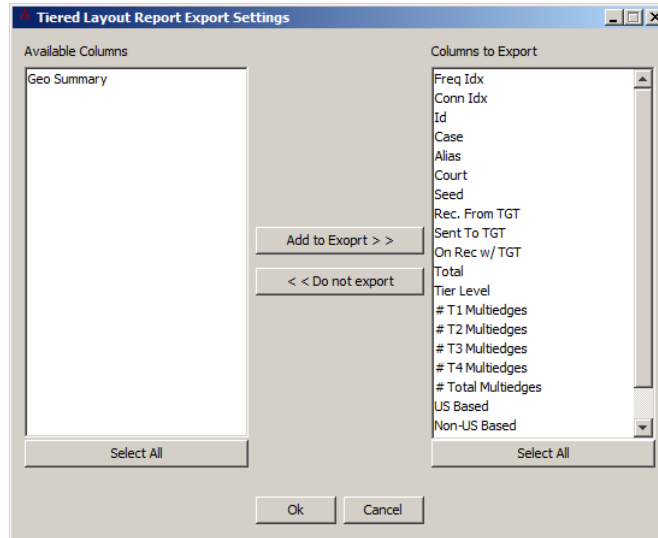 Tiered Layout Report Export Settings
Available Columns
Geo Summary
Select All
Add to Exoprt > >
< < Do not export
Columns to Export
Freq Idx
Conn Idx
Id
Case
Alias
Court
Seed
Rec. From TGT
Sent To TGT
On Rec w/ TGT
Total
Tier Level
# T1 Multiedges
# T2 Multiedges
# T3 Multiedges
# T4 Multiedges
# Total Multiedges
US Based
Non-US Based
Select All
Ok
Cancel